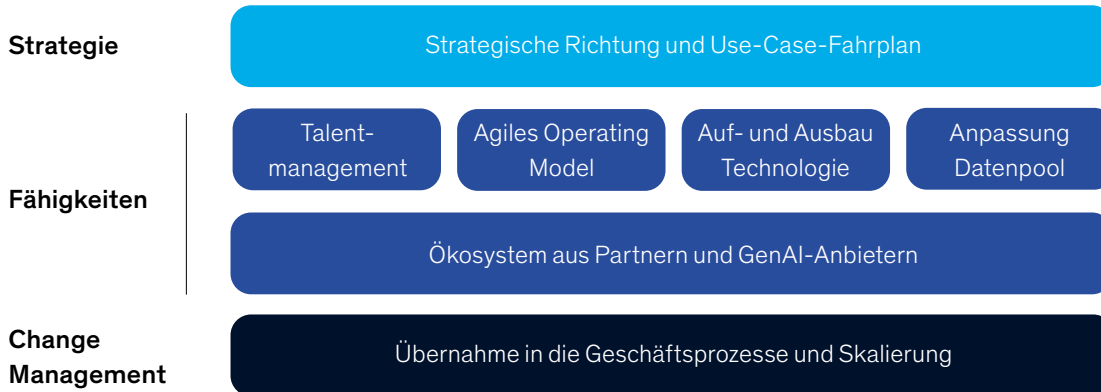 Strategie
Strategische Richtung und Use-Case-Fahrplan
Fähigkeiten
Talent-
management
Agiles Operating
Model
Auf- und Ausbau
Technologie
Anpassung
Datenpool
Ökosystem aus Partnern und GenAI-Anbietern
Change
Management
Übernahme in die Geschäftsprozesse und Skalierung